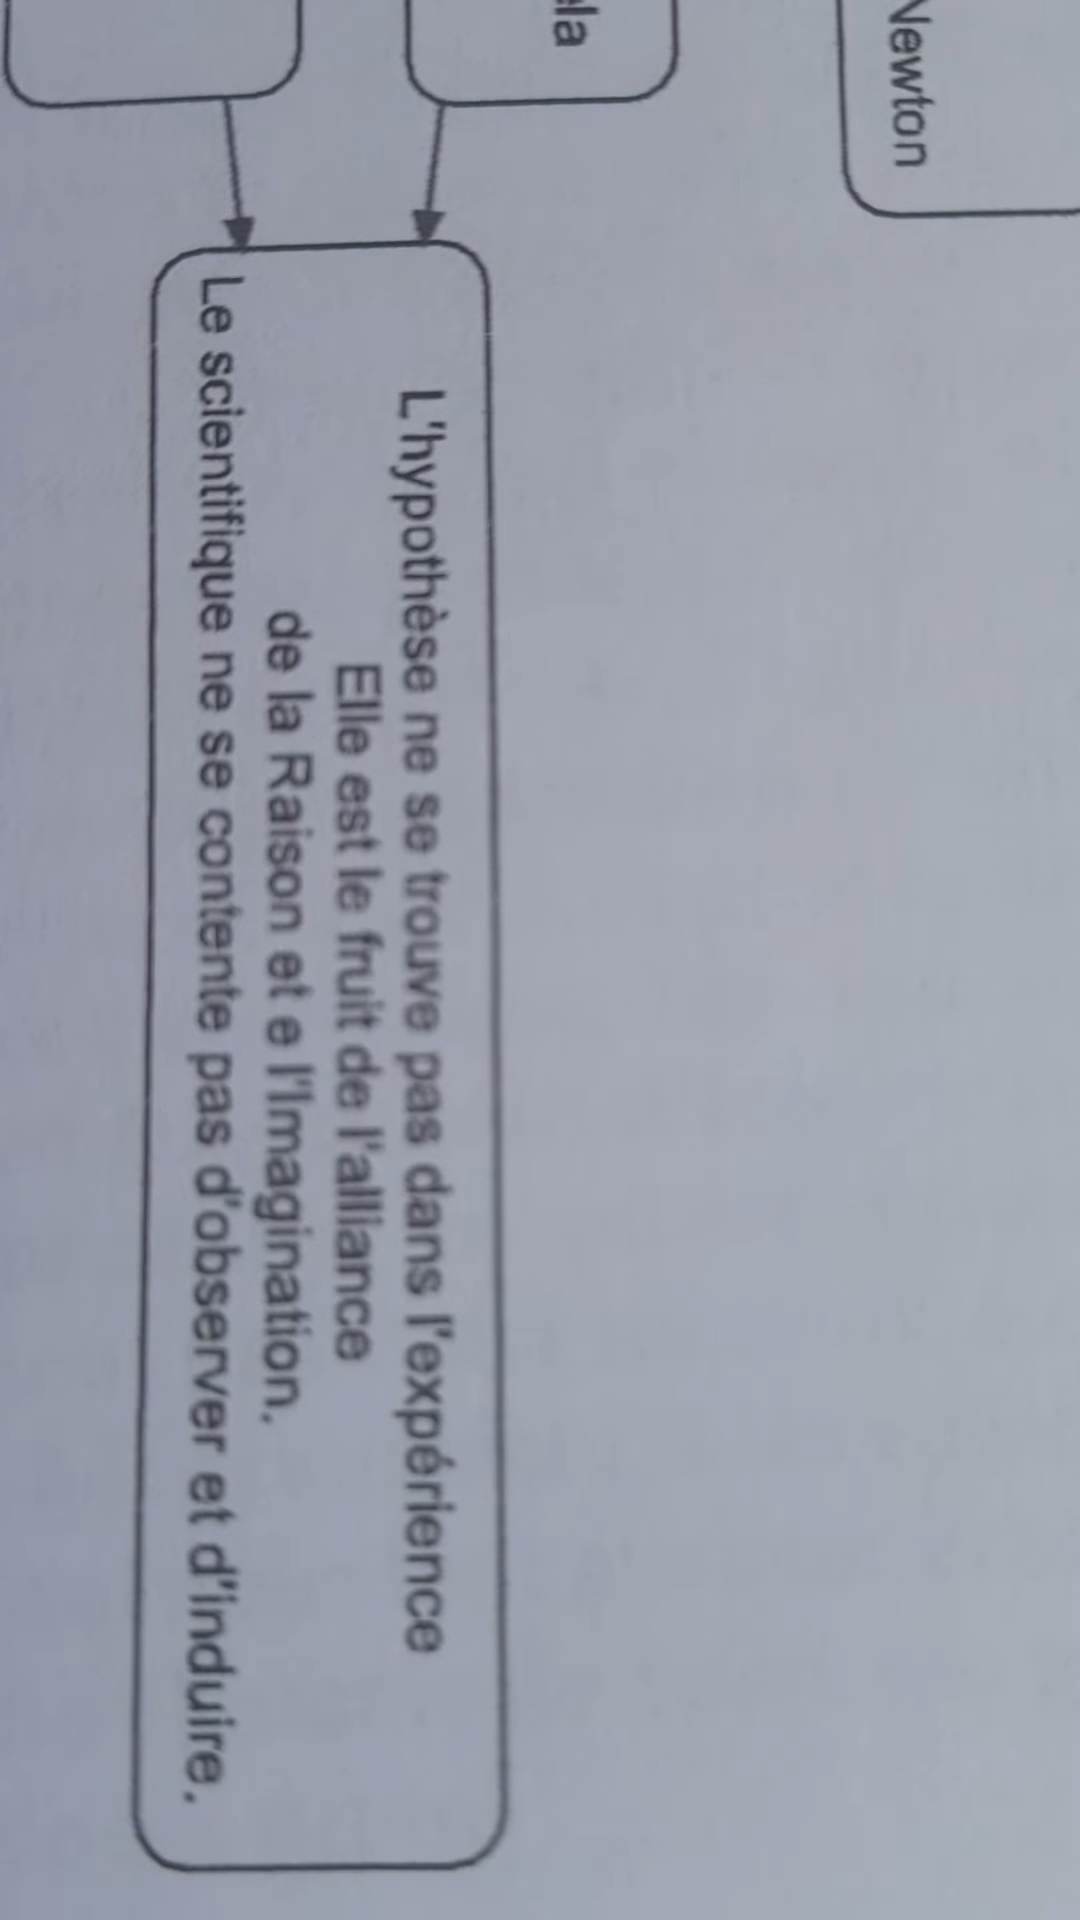 Newton
L'hypothèse ne se trouve pas dans l'expérience
Elle est le fruit de l'alliance
de la Raison et e l'Imagination.
Le scientifique ne se contente pas d'observer et d'induire.